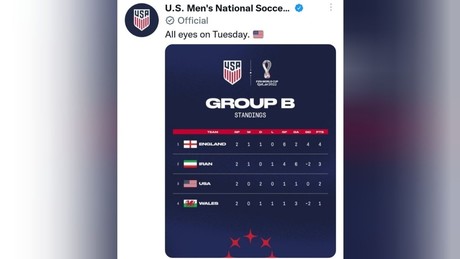 U.S. Men's National Socce...
Official
All eyes on Tuesday.
USA
FIFA WORLD CUP
GROUP B
STANDINGS
TEAM GP W D L GF GA GD PTS
1 ENGLAND 2 1 1 0 6 2 4 4
2 IRAN 2 1 0 1 4 6 -2 3
3 USA 2 0 2 0 1 1 0 2
4 WALES 2 0 1 1 1 3 -2 1